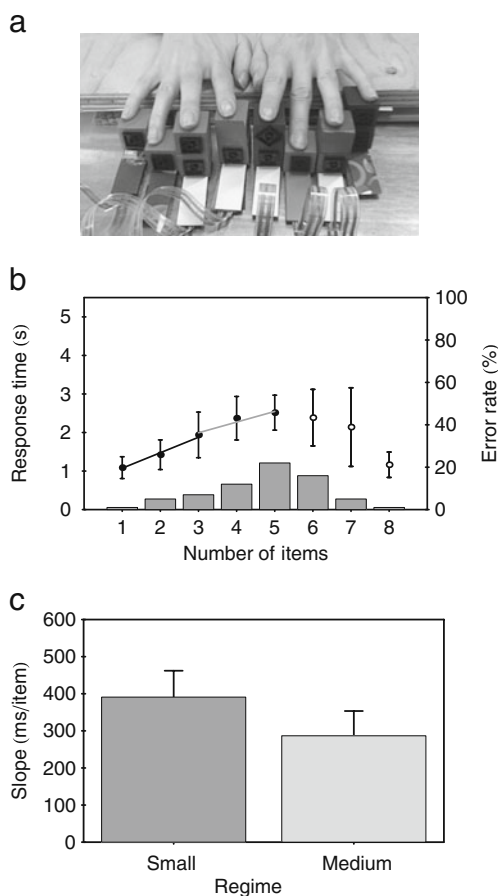 a
b
Response time (s)
5
4
3
2
1
0
100
80
60
40
20
0
Error rate (%)
1 2 3 4 5 6 7 8
Number of items
c
Slope (ms/item)
600
500
400
300
200
100
0
Small Medium
Regime